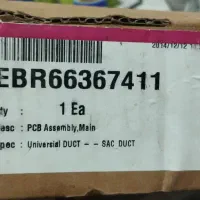 2014/12/12
EBR66367411
ty : 1 Ea
esc : PCB Assembly,Main
pec : Universal DUCT - - SAC DUCT